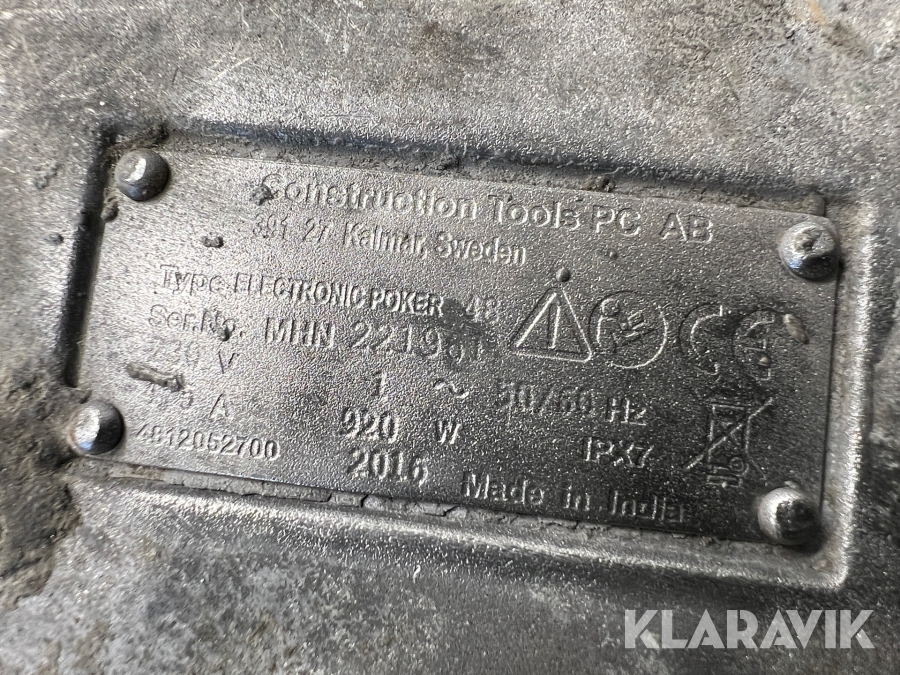 Construction Tools PC AB
391 27 Kalmar, Sweden
Type ELECTRONIC POKER 48
Ser.No. MHN
230 V 1 ~ 50/60 Hz
A 920 W IPX7
4812052700 2016 Made in India
KLARAVIK